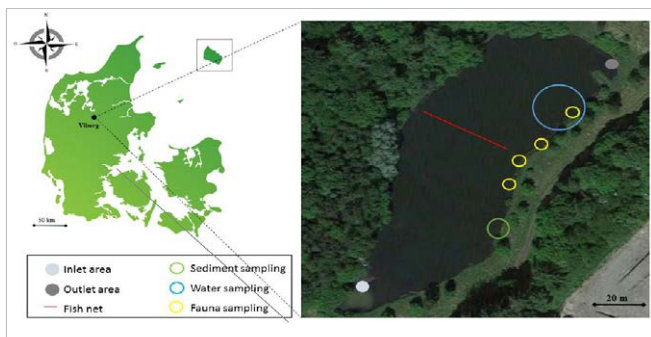 N
E
S
Viborg
50 km
Inlet area
Outlet area
Fish net
Sediment sampling
Water sampling
Fauna sampling
20 m